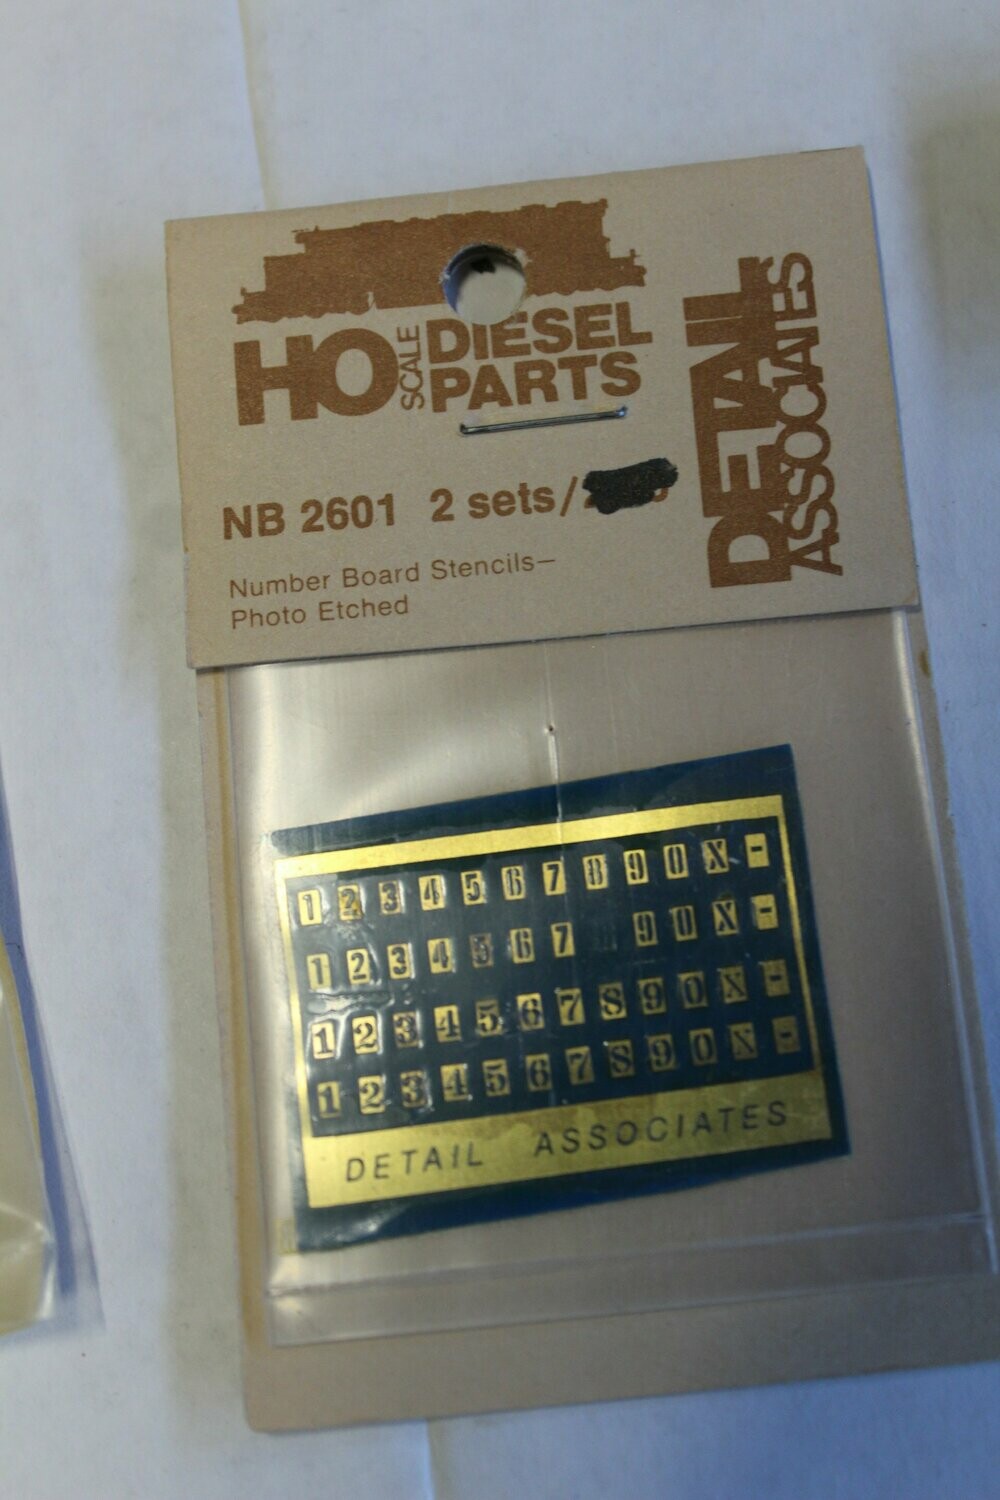 HO SCALE DIESEL PARTS
DETAIL ASSOCIATES
NB 2601 2 sets/
Number Board Stencils—
Photo Etched
1 2 3 4 5 6 7 8 9 0 X -
1 2 3 4 5 6 7 9 0 X -
1 2 3 4 5 6 7 8 9 0 X -
1 2 3 4 5 6 7 8 9 0 X -
DETAIL ASSOCIATES